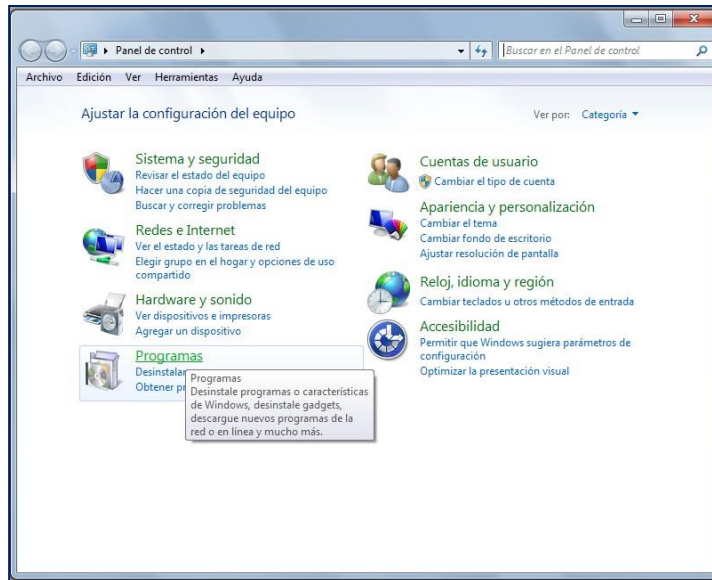 Panel de control
Buscar en el Panel de control
Archivo Edición Ver Herramientas Ayuda
Ajustar la configuración del equipo
Ver por: Categoría
Sistema y seguridad
Revisar el estado del equipo
Hacer una copia de seguridad del equipo
Buscar y corregir problemas
Redes e Internet
Ver el estado y las tareas de red
Elegir grupo en el hogar y opciones de uso
compartido
Hardware y sonido
Ver dispositivos e impresoras
Agregar un dispositivo
Programas
Desinstalar
Obtener
Programas
Desinstale programas o características
de Windows, desinstale gadgets,
descargue nuevos programas de la
red o en línea y mucho más.
Cuentas de usuario
Cambiar el tipo de cuenta
Apariencia y personalización
Cambiar el tema
Cambiar fondo de escritorio
Ajustar resolución de pantalla
Reloj, idioma y región
Cambiar teclados u otros métodos de entrada
Accesibilidad
Permitir que Windows sugiera parámetros de
configuración
Optimizar la presentación visual